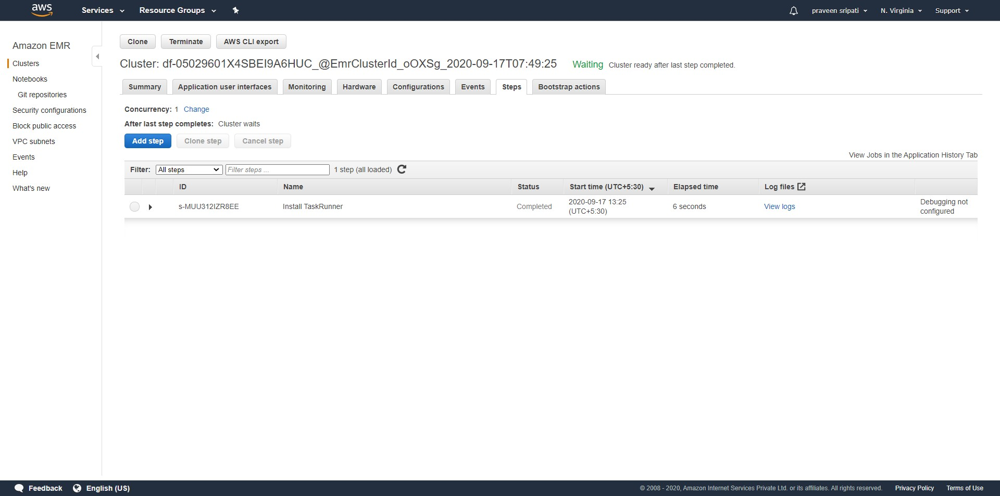 aws Services Resource Groups praveen sripati N. Virginia Support
Amazon EMR
Clusters
Notebooks
Git repositories
Security configurations
Block public access
VPC subnets
Events
Help
What's new
Clone Terminate AWS CLI export
Cluster: df-05029601X4SBEI9A6HUC_@EmrClusterId_oOXSg_2020-09-17T07:49:25 Waiting Cluster ready after last step completed.
Summary Application user interfaces Monitoring Hardware Configurations Events Steps Bootstrap actions
Concurrency: 1 Change
After last step completes: Cluster waits
Add step Clone step Cancel step
View Jobs in the Application History Tab
Filter: All steps Filter steps ... 1 step (all loaded)
ID Name Status Start time (UTC+5:30) Elapsed time Log files
s-MUU312IZR8EE Install TaskRunner Completed 2020-09-17 13:25 (UTC+5:30) 6 seconds View logs Debugging not configured
Feedback English (US) © 2008 - 2020, Amazon Internet Services Private Ltd. or its affiliates. All rights reserved. Privacy Policy Terms of Use